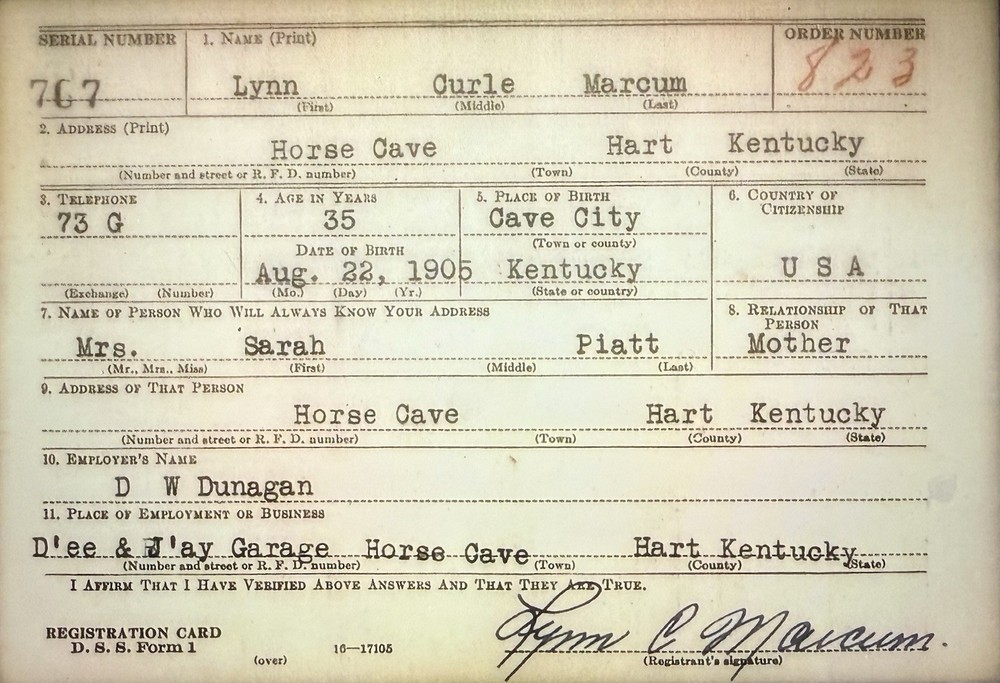 SERIAL NUMBER 1. NAME (Print) ORDER NUMBER
767 Lynn Curle Marcum 823
(First) (Middle) (Last)
2. ADDRESS (Print)
Horse Cave Hart Kentucky
(Number and street or R. F. D. number) (Town) (County) (State)
3. TELEPHONE 4. AGE IN YEARS 5. PLACE OF BIRTH 6. COUNTRY OF
CITIZENSHIP
73 G 35 Cave City
(Town or county)
DATE OF BIRTH
Aug. 22, 1905 Kentucky U S A
(Exchange) (Number) (Mo.) (Day) (Yr.) (State or country)
7. NAME OF PERSON WHO WILL ALWAYS KNOW YOUR ADDRESS 8. RELATIONSHIP OF THAT
PERSON
Mrs. Sarah Piatt Mother
(Mr., Mrs., Miss) (First) (Middle) (Last)
9. ADDRESS OF THAT PERSON
Horse Cave Hart Kentucky
(Number and street or R. F. D. number) (Town) (County) (State)
10. EMPLOYER'S NAME
D W Dunagan
11. PLACE OF EMPLOYMENT OR BUSINESS
D'ee & J'ay Garage Horse Cave Hart Kentucky
(Number and street or R. F. D. number) (Town) (County) (State)
I AFFIRM THAT I HAVE VERIFIED ABOVE ANSWERS AND THAT THEY ARE TRUE.
REGISTRATION CARD
D. S. S. Form 1 16—17105 Lynn C Marcum.
(over) (Registrant's signature)